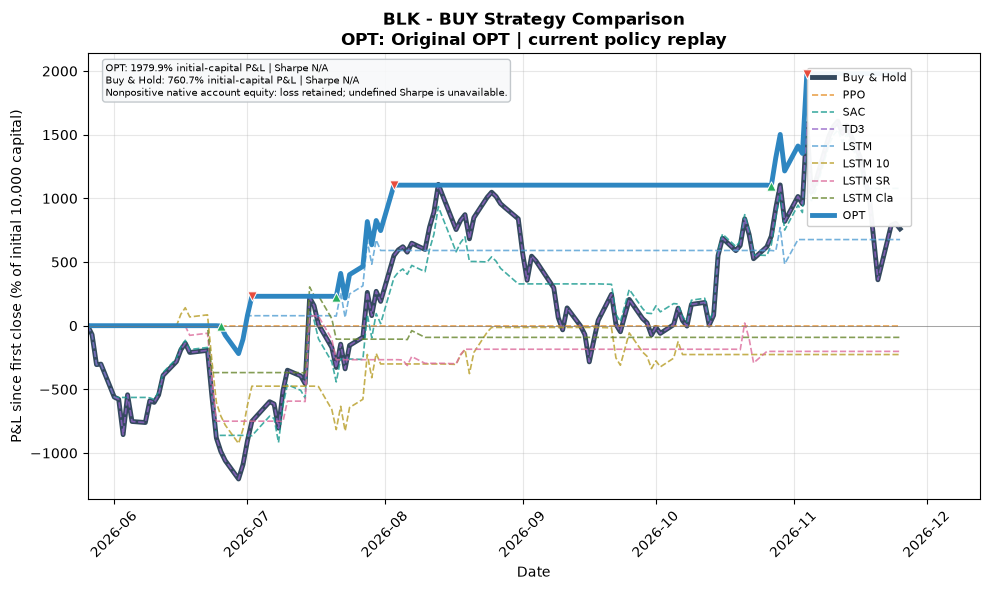 BLK - BUY Strategy Comparison
OPT: Original OPT | current policy replay
OPT: 1979.9% initial-capital P&L | Sharpe N/A
Buy & Hold: 760.7% initial-capital P&L | Sharpe N/A
Nonpositive native account equity: loss retained; undefined Sharpe is unavailable.
Buy & Hold
PPO
SAC
TD3
LSTM
LSTM 10
LSTM SR
LSTM Cla
OPT
P&L since first close (% of initial 10,000 capital)
2000
1500
1000
500
0
−500
−1000
2026-06
2026-07
2026-08
2026-09
2026-10
2026-11
2026-12
Date